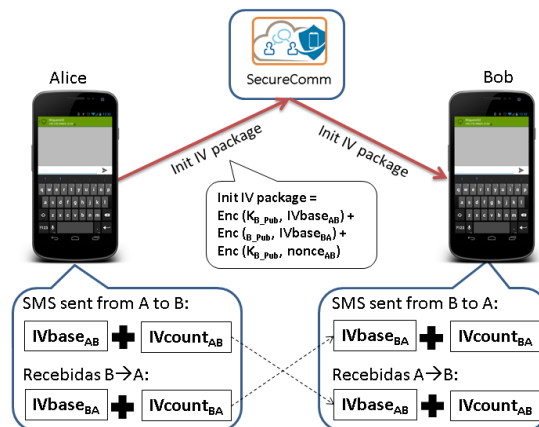 SecureComm
Alice
Bob
Init IV package
Init IV package
Init IV package =
Enc (K_B_Pub, IVbase_AB) +
Enc (_B_Pub, IVbase_BA) +
Enc (K_B_Pub, nonce_AB)
SMS sent from A to B:
IVbase_AB + IVcount_AB
Recebidas B→A:
IVbase_BA + IVcount_BA
SMS sent from B to A:
IVbase_BA + IVcount_BA
Recebidas A→B:
IVbase_AB + IVcount_AB